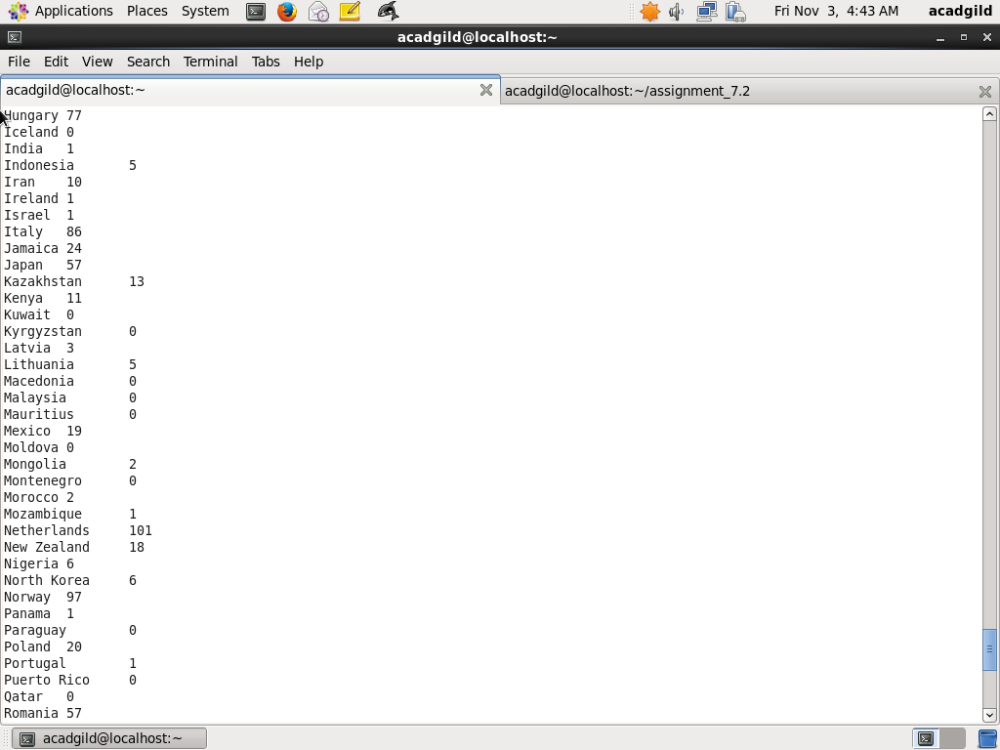 Applications Places System Fri Nov 3, 4:43 AM acadgild
acadgild@localhost:~
File Edit View Search Terminal Tabs Help
acadgild@localhost:~ acadgild@localhost:~/assignment_7.2
Hungary 77
Iceland 0
India 1
Indonesia 5
Iran 10
Ireland 1
Israel 1
Italy 86
Jamaica 24
Japan 57
Kazakhstan 13
Kenya 11
Kuwait 0
Kyrgyzstan 0
Latvia 3
Lithuania 5
Macedonia 0
Malaysia 0
Mauritius 0
Mexico 19
Moldova 0
Mongolia 2
Montenegro 0
Morocco 2
Mozambique 1
Netherlands 101
New Zealand 18
Nigeria 6
North Korea 6
Norway 97
Panama 1
Paraguay 0
Poland 20
Portugal 1
Puerto Rico 0
Qatar 0
Romania 57
acadgild@localhost:~